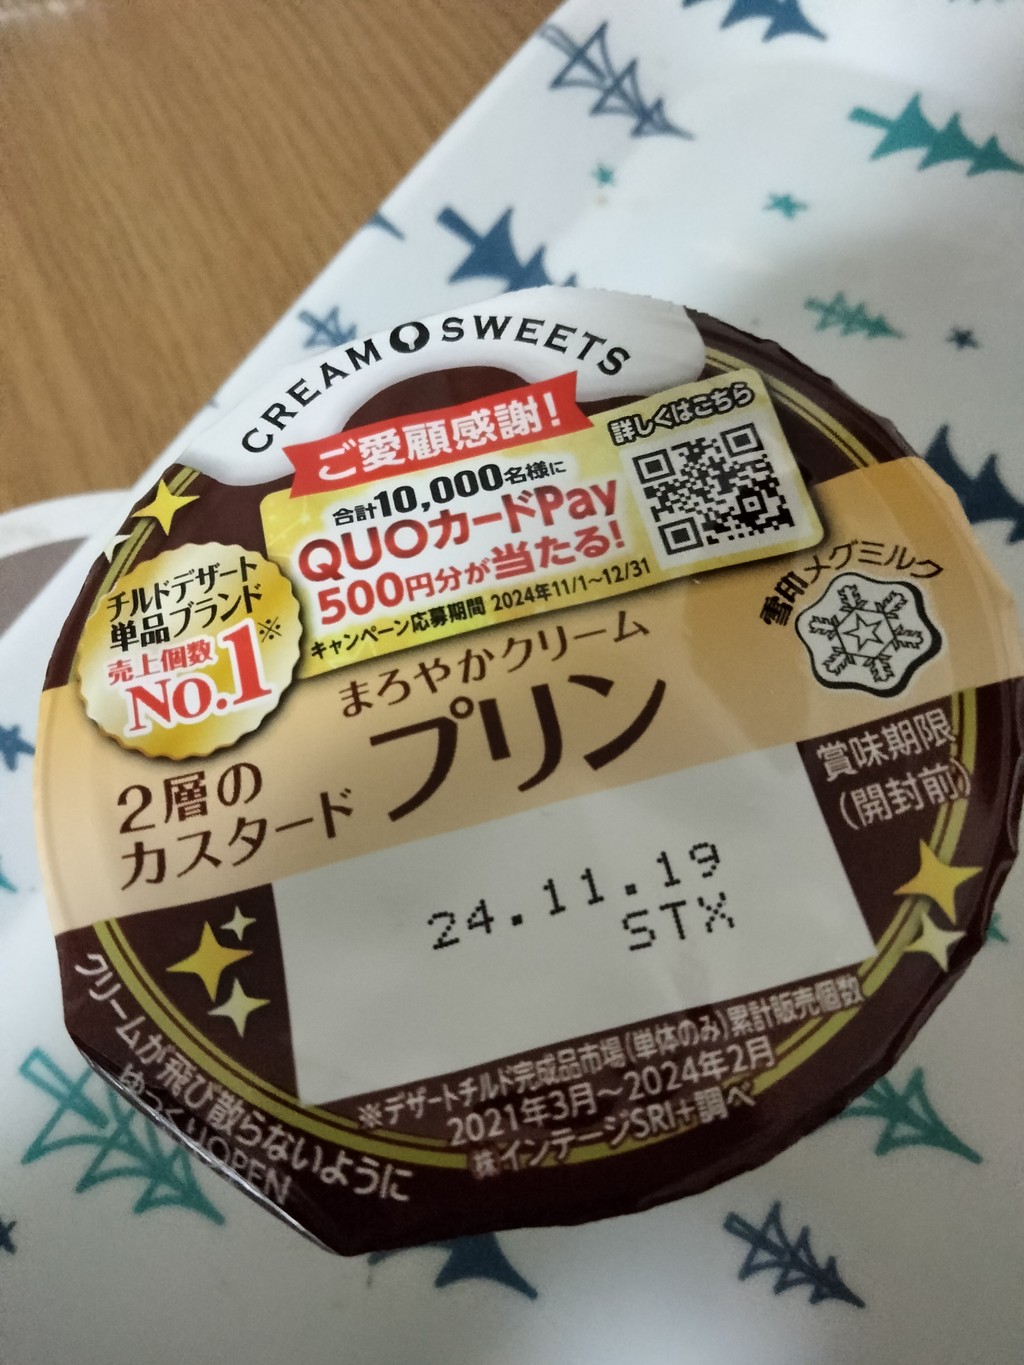 CREAM SWEETS
ご愛顧感謝!
合計10,000名様に
QUOカードPay
500円分が当たる!
キャンペーン応募期間 2024年11/1~12/31
詳しくはこちら
チルドデザート
単品ブランド
売上個数※
No.1
雪印メグミルク
まろやかクリーム
プリン
2層の
カスタード
賞味期限
(開封前)
24.11.19
STX
※デザートチルド完成品市場(単体のみ)累計販売個数
2021年3月~2024年2月
㈱インテージSRI+調べ
クリームが飛び散らないように
ゆっくりOPEN